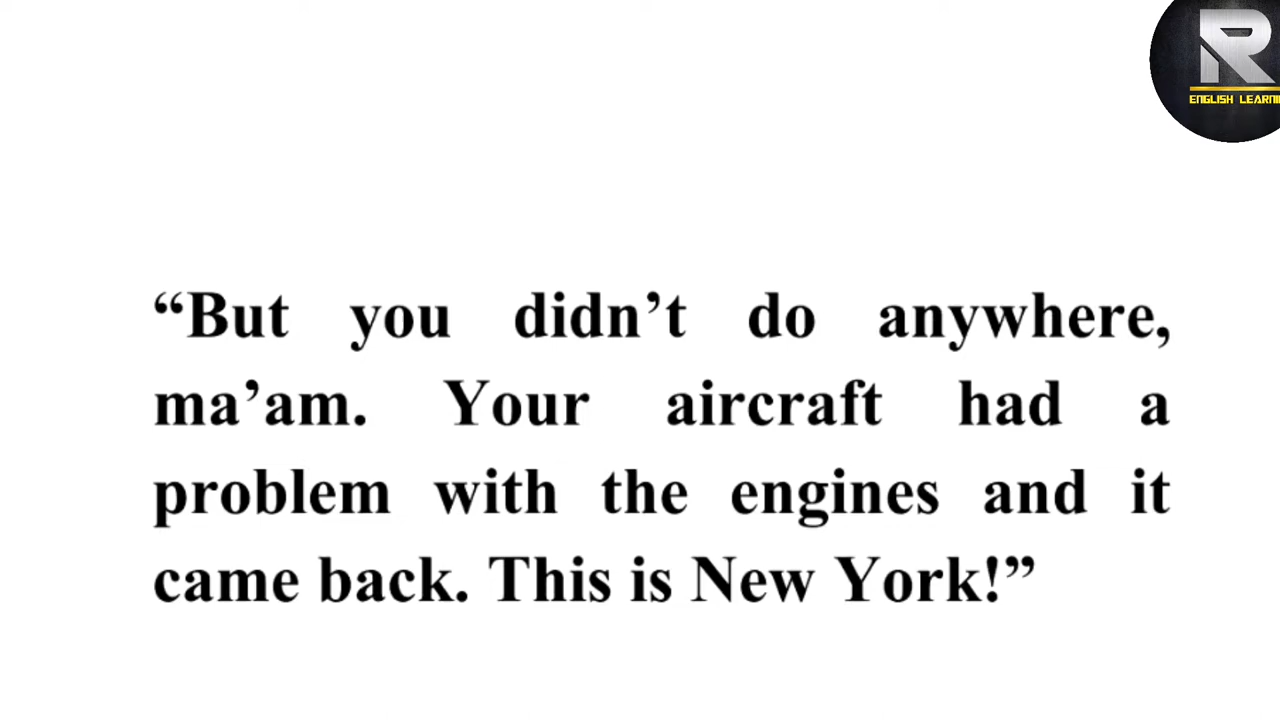 R
ENGLISH LEARNIN
“But you didn’t do anywhere,
ma’am. Your aircraft had a
problem with the engines and it
came back. This is New York!”